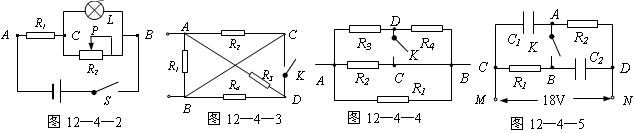 L
A R₁ C P B
R₂
S
图 12—4—2
A C
R₂
R₁ R₃ K
R₄
B D
图 12—4—3
D
R₃ R₄
K
A R₂ C B
R₁
图 12—4—4
A
C₁ K R₂
C₂
C R₁ B D
M 18V N
图 12—4—5